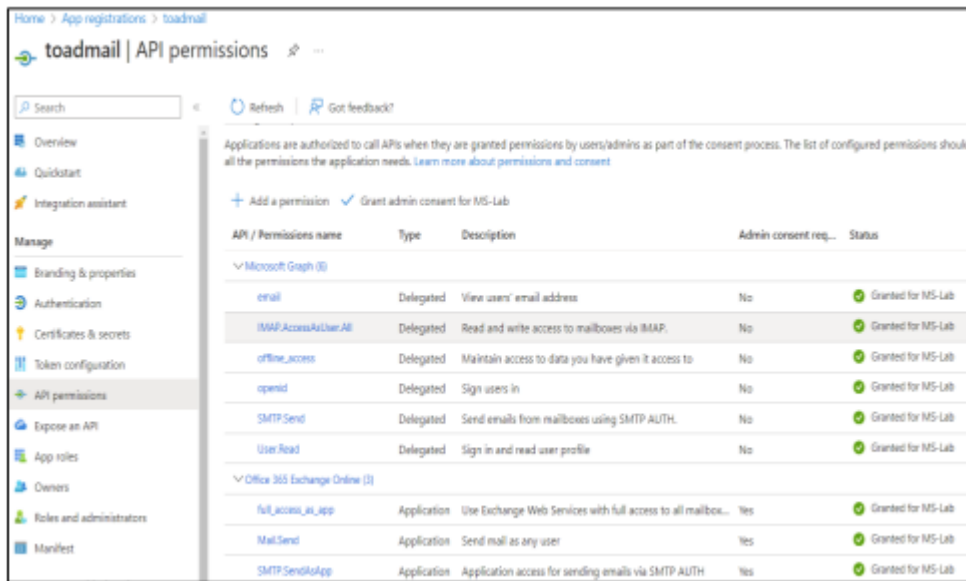 Home > App registrations > toadmail
toadmail | API permissions
Search
Refresh
Got feedback?
Overview
Quickstart
Integration assistant
Manage
Branding & properties
Authentication
Certificates & secrets
Token configuration
API permissions
Expose an API
App roles
Owners
Roles and administrators
Manifest
Applications are authorized to call APIs when they are granted permissions by users/admins as part of the consent process. The list of configured permissions shoul
all the permissions the application needs. Learn more about permissions and consent
Add a permission Grant admin consent for MS-Lab
API / Permissions name Type Description Admin consent req... Status
Microsoft Graph (6)
email Delegated View users' email address No Granted for MS-Lab
IMAP.AccessAsUser.All Delegated Read and write access to mailboxes via IMAP. No Granted for MS-Lab
offline_access Delegated Maintain access to data you have given it access to No Granted for MS-Lab
openid Delegated Sign users in No Granted for MS-Lab
SMTP.Send Delegated Send emails from mailboxes using SMTP AUTH. No Granted for MS-Lab
User.Read Delegated Sign in and read user profile No Granted for MS-Lab
Office 365 Exchange Online (3)
full_access_as_app Application Use Exchange Web Services with full access to all mailbox... Yes Granted for MS-Lab
Mail.Send Application Send mail as any user Yes Granted for MS-Lab
SMTP.SendAsApp Application Application access for sending emails via SMTP AUTH Yes Granted for MS-Lab